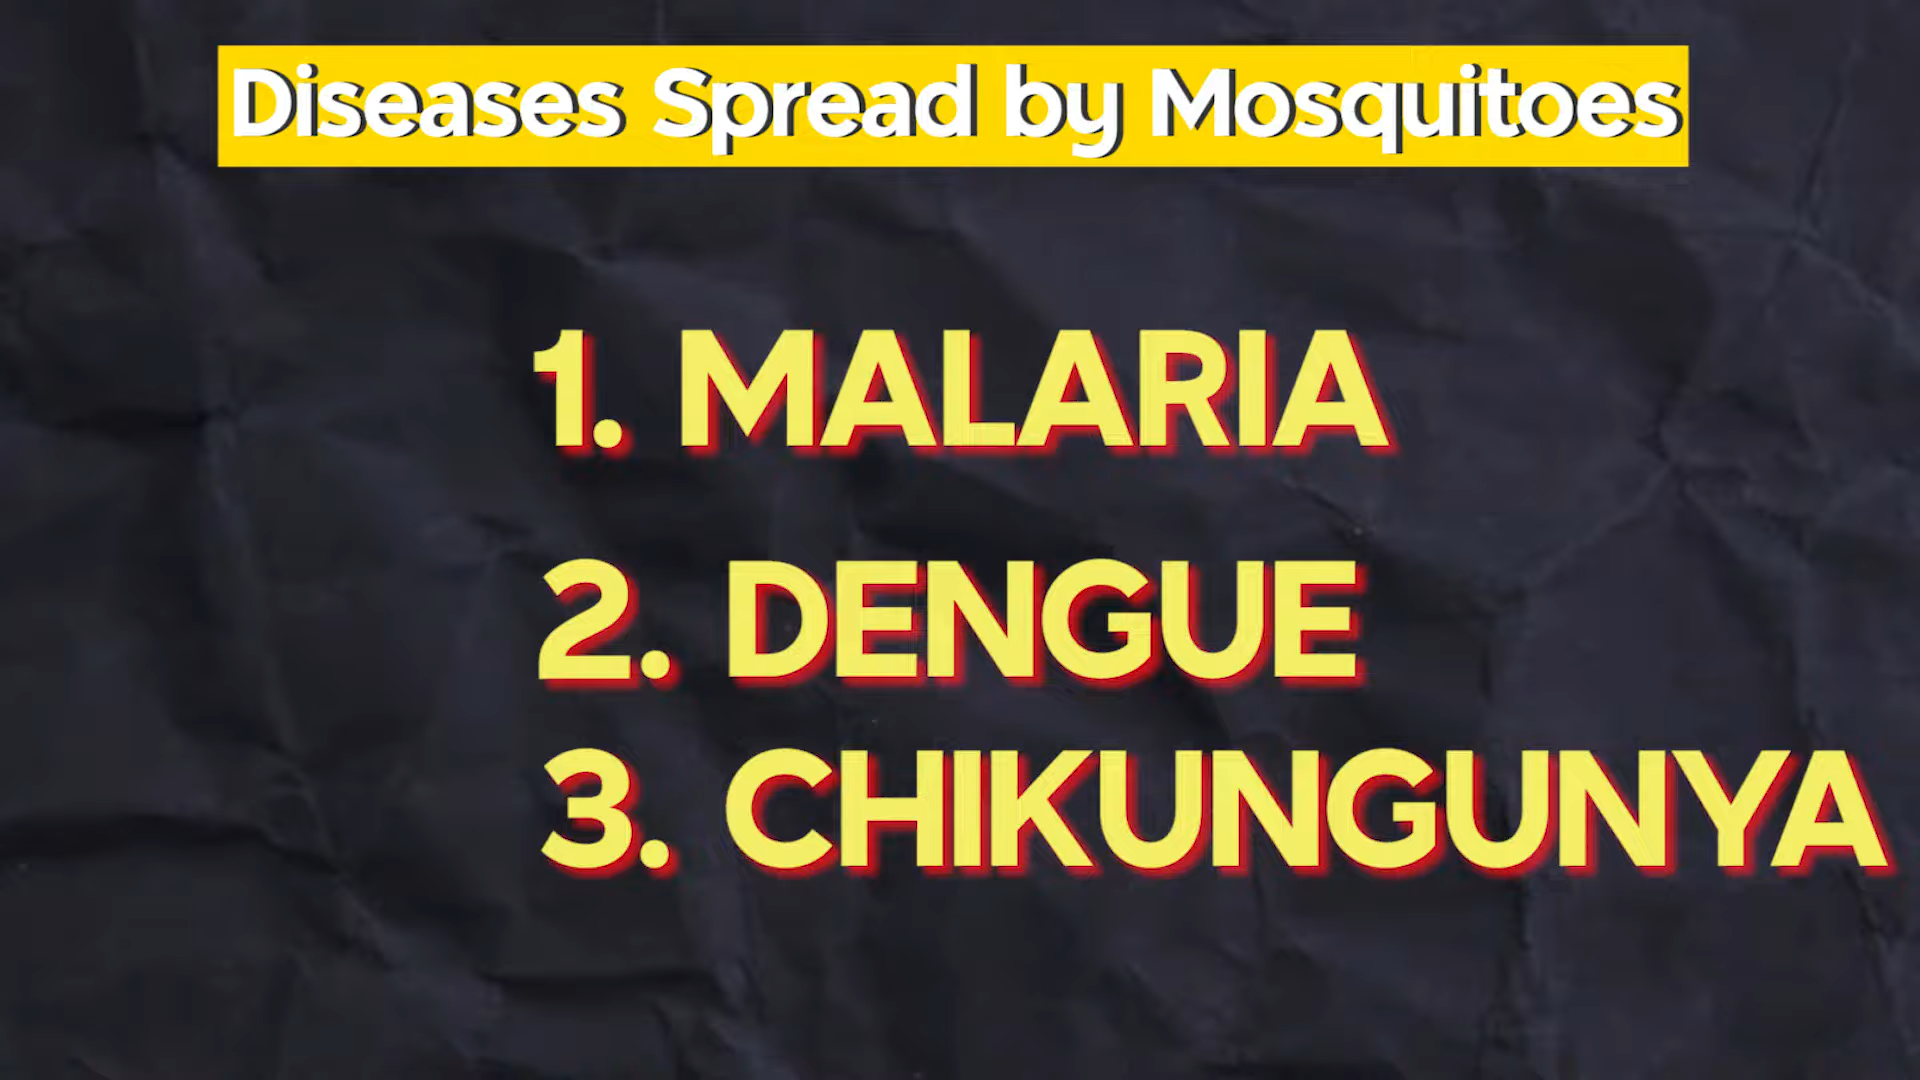 Diseases Spread by Mosquitoes
1. MALARIA
2. DENGUE
3. CHIKUNGUNYA